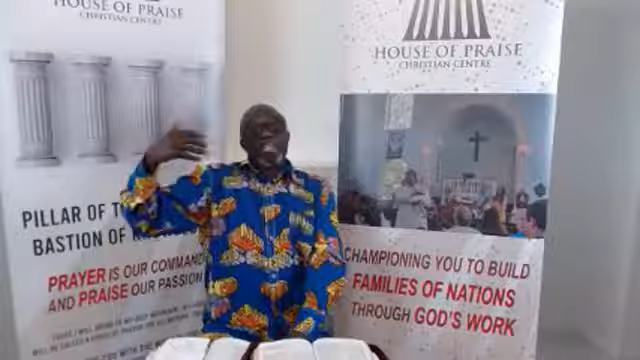 HOUSE OF PRAISE
CHRISTIAN CENTRE
PILLAR OF T
BASTION OF
PRAYER IS OUR COMMAND
AND PRAISE OUR PASSION
HOUSE OF PRAISE
CHRISTIAN CENTRE
CHAMPIONING YOU TO BUILD
FAMILIES OF NATIONS
THROUGH GOD'S WORK